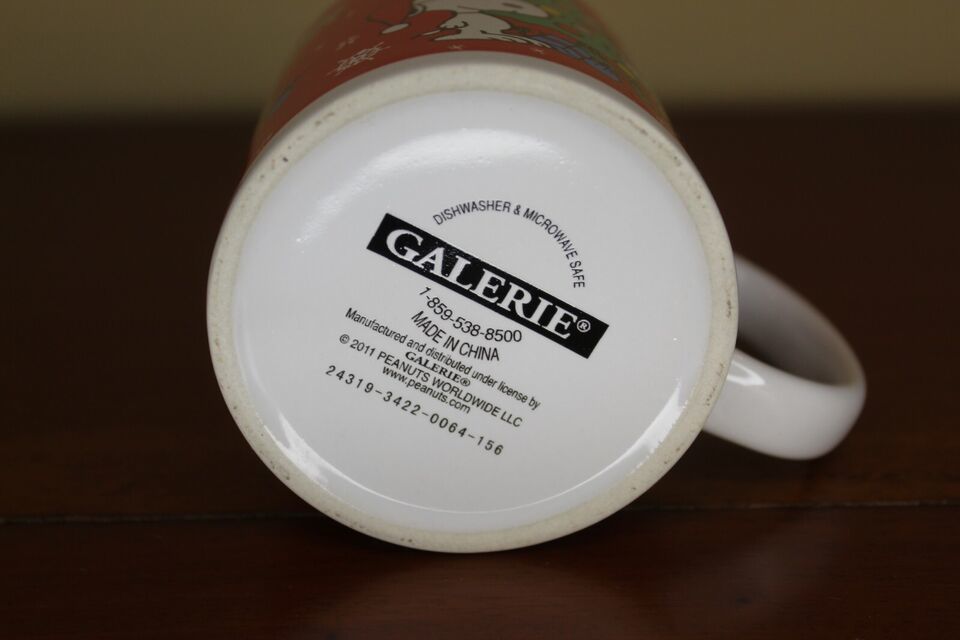 DISHWASHER & MICROWAVE SAFE
GALERIE®
1-859-538-8500
MADE IN CHINA
Manufactured and distributed under license by
GALERIE®
© 2011 PEANUTS WORLDWIDE LLC
www.peanuts.com
24319-3422-0064-156